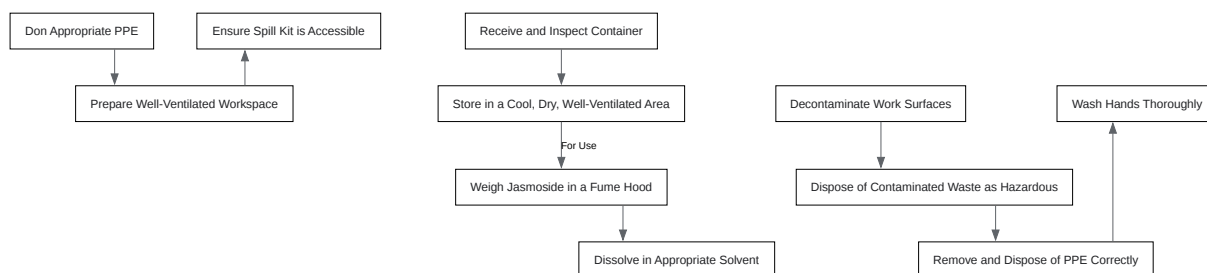 Don Appropriate PPE
Ensure Spill Kit is Accessible
Prepare Well-Ventilated Workspace
Receive and Inspect Container
Store in a Cool, Dry, Well-Ventilated Area
For Use
Weigh Jasmoside in a Fume Hood
Dissolve in Appropriate Solvent
Decontaminate Work Surfaces
Wash Hands Thoroughly
Dispose of Contaminated Waste as Hazardous
Remove and Dispose of PPE Correctly